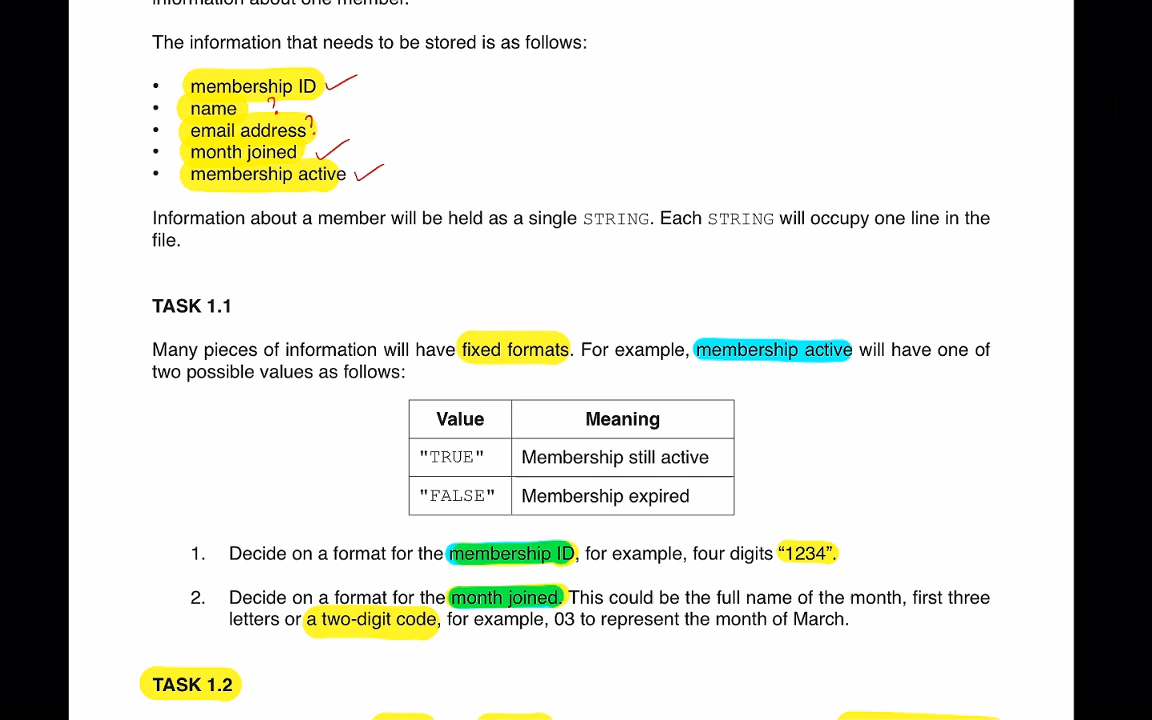 information about one member.
The information that needs to be stored is as follows:
• membership ID
• name ?
• email address ?
• month joined
• membership active
Information about a member will be held as a single STRING. Each STRING will occupy one line in the
file.
TASK 1.1
Many pieces of information will have fixed formats. For example, membership active will have one of
two possible values as follows:
Value Meaning
"TRUE" Membership still active
"FALSE" Membership expired
1. Decide on a format for the membership ID, for example, four digits “1234”.
2. Decide on a format for the month joined. This could be the full name of the month, first three
letters or a two-digit code, for example, 03 to represent the month of March.
TASK 1.2